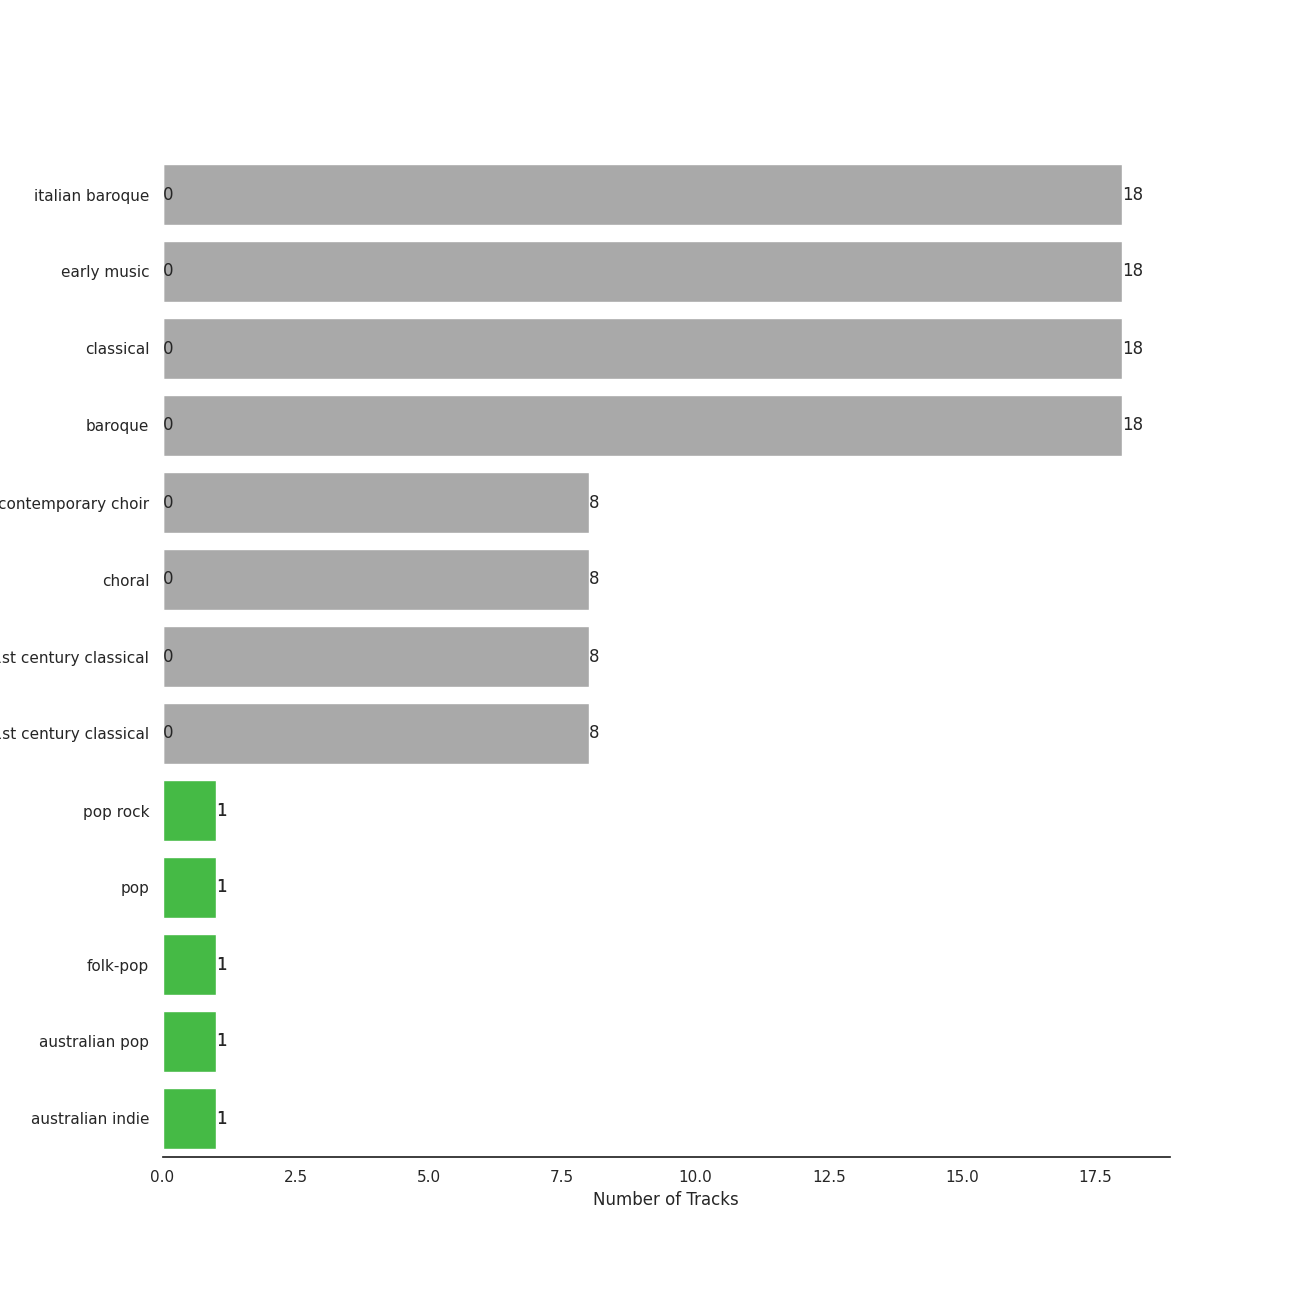 italian baroque 0 18
early music 0 18
classical 0 18
baroque 0 18
contemporary choir 0 8
choral 0 8
st century classical 0 8
st century classical 0 8
pop rock 1
pop 1
folk-pop 1
australian pop 1
australian indie 1
0.0 2.5 5.0 7.5 10.0 12.5 15.0 17.5
Number of Tracks